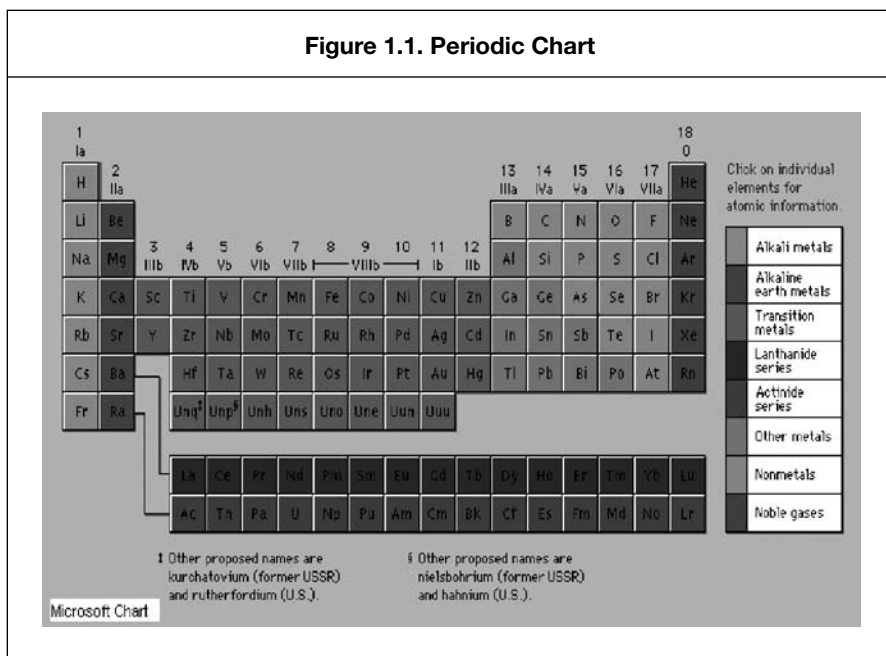 Figure 1.1. Periodic Chart
1 18
Ia 0
H 2 13 14 15 16 17 He
IIa IIIa IVa Va VIa VIIa
Li Be B C N O F Ne
3 4 5 6 7 8 9 10 11 12
Na Mg IIIb IVb Vb VIb VIIb VIIIb Ib IIb Al Si P S Cl Ar
K Ca Sc Ti V Cr Mn Fe Co Ni Cu Zn Ga Ge As Se Br Kr
Rb Sr Y Zr Nb Mo Tc Ru Rh Pd Ag Cd In Sn Sb Te I Xe
Cs Ba Hf Ta W Re Os Ir Pt Au Hg Tl Pb Bi Po At Rn
Fr Ra Unq‡ Unp§ Unh Uns Uno Une Uun Uuu
La Ce Pr Nd Pm Sm Eu Gd Tb Dy Ho Er Tm Yb Lu
Ac Th Pa U Np Pu Am Cm Bk Cf Es Fm Md No Lr
Click on individual
elements for
atomic information.
Alkali metals
Alkaline
earth metals
Transition
metals
Lanthanide
series
Actinide
series
Other metals
Nonmetals
Noble gases
‡ Other proposed names are
kurchatovium (former USSR)
and rutherfordium (U.S.).
§ Other proposed names are
nielsbohrium (former USSR)
and hahnium (U.S.).
Microsoft Chart